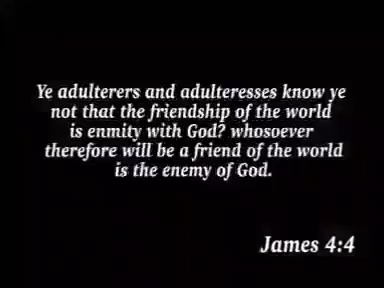 Ye adulterers and adulteresses know ye
not that the friendship of the world
is enmity with God? whosoever
therefore will be a friend of the world
is the enemy of God.
James 4:4